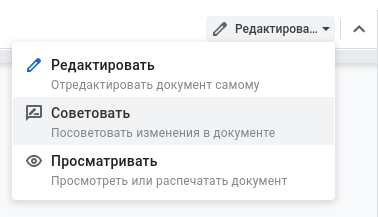 Редактирова...
Редактировать
Отредактировать документ самому
Советовать
Посоветовать изменения в документе
Просматривать
Просмотреть или распечатать документ